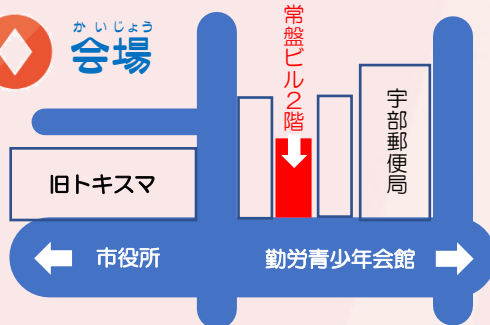 かいじょう
会場
常盤ビル2階
宇部郵便局
旧トキスマ
市役所
勤労青少年会館